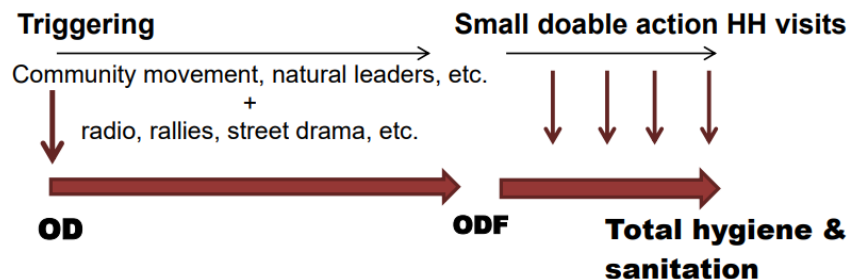 Triggering
Small doable action HH visits
Community movement, natural leaders, etc.
+
radio, rallies, street drama, etc.
OD
ODF
Total hygiene &
sanitation